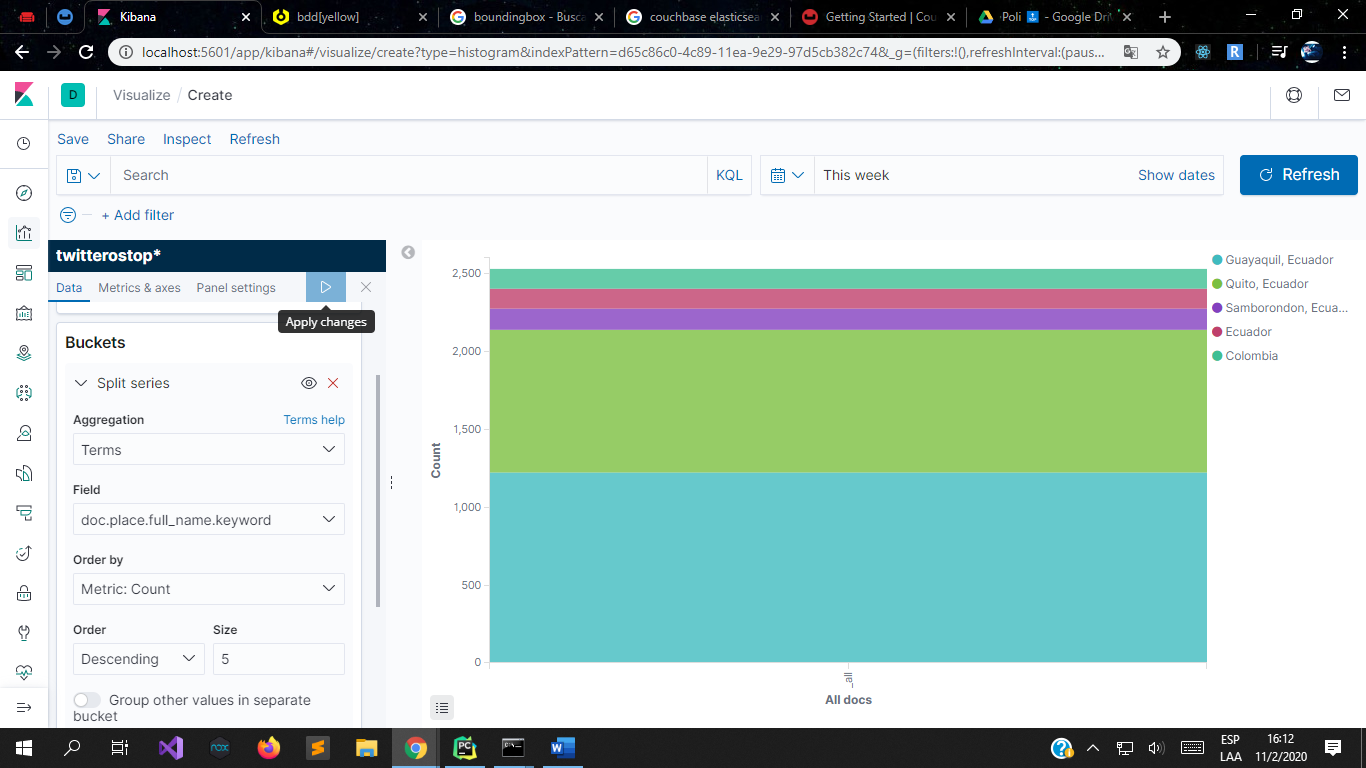 Kibana
bdd[yellow]
boundingbox - Busca
couchbase elasticsea
Getting Started | Cou
Poli - Google Dri
localhost:5601/app/kibana#/visualize/create?type=histogram&indexPattern=d65c86c0-4c89-11ea-9e29-97d5cb382c74&_g=(filters:!(),refreshInterval:(paus...
R
D
Visualize / Create
Save Share Inspect Refresh
Search KQL This week Show dates Refresh
+ Add filter
twitterostop*
Data Metrics & axes Panel settings
Apply changes
Buckets
Split series
Aggregation Terms help
Terms
Field
doc.place.full_name.keyword
Order by
Metric: Count
Order Size
Descending 5
Group other values in separate
bucket
2,500
2,000
1,500
1,000
500
0
Count
_all
All docs
Guayaquil, Ecuador
Quito, Ecuador
Samborondon, Ecua...
Ecuador
Colombia
nox
PC
W
ESP
LAA
16:12
11/2/2020